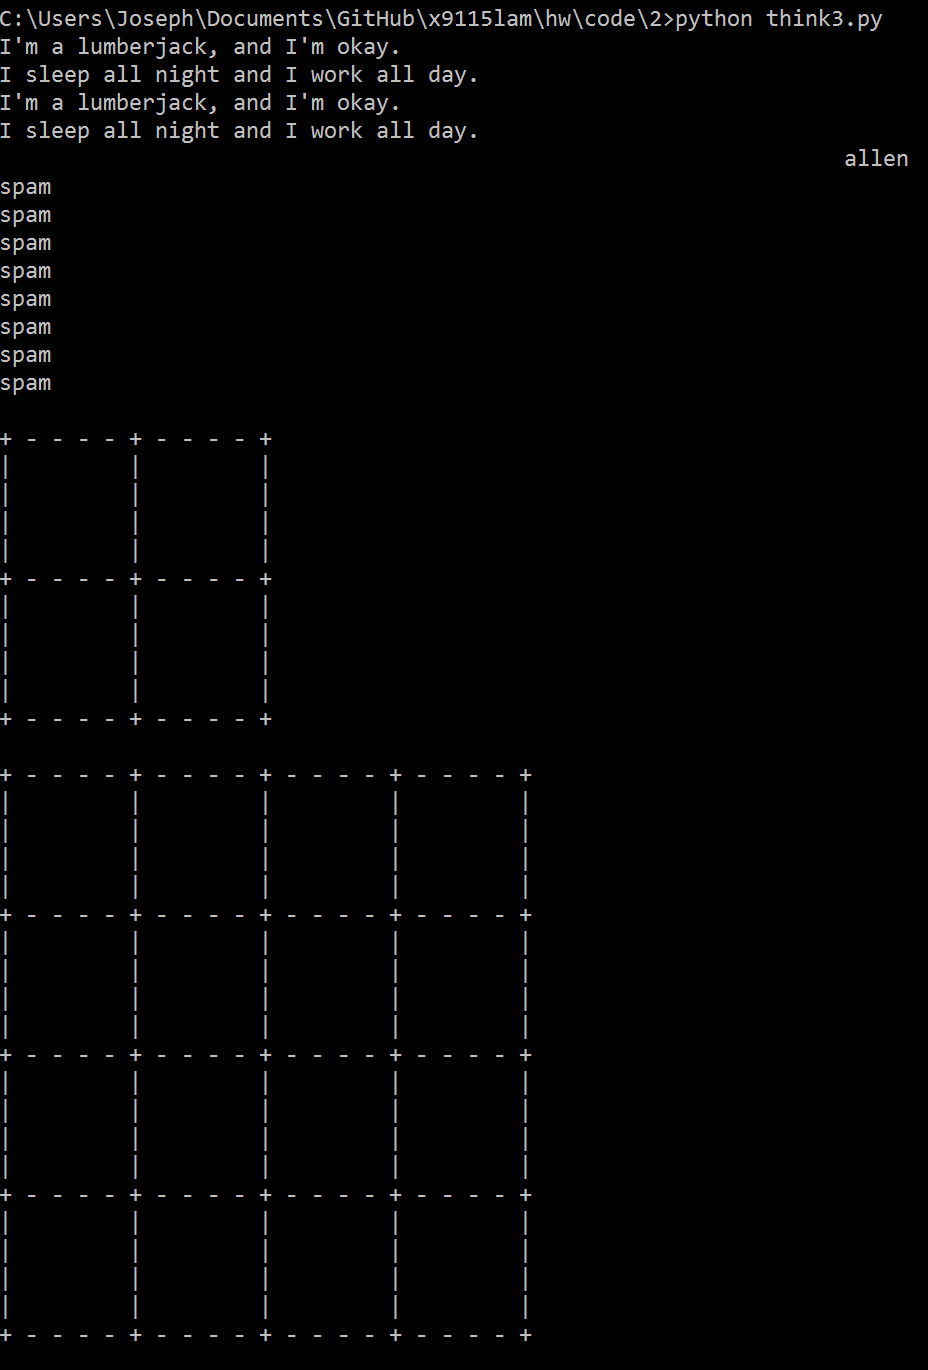 C:\Users\Joseph\Documents\GitHub\x9115lam\hw\code\2>python think3.py
I'm a lumberjack, and I'm okay.
I sleep all night and I work all day.
I'm a lumberjack, and I'm okay.
I sleep all night and I work all day.
                                                                 allen
spam
spam
spam
spam
spam
spam
spam
spam

+ - - - - + - - - - +
|         |         |
|         |         |
|         |         |
|         |         |
+ - - - - + - - - - +
|         |         |
|         |         |
|         |         |
|         |         |
+ - - - - + - - - - +

+ - - - - + - - - - + - - - - + - - - - +
|         |         |         |         |
|         |         |         |         |
|         |         |         |         |
|         |         |         |         |
+ - - - - + - - - - + - - - - + - - - - +
|         |         |         |         |
|         |         |         |         |
|         |         |         |         |
|         |         |         |         |
+ - - - - + - - - - + - - - - + - - - - +
|         |         |         |         |
|         |         |         |         |
|         |         |         |         |
|         |         |         |         |
+ - - - - + - - - - + - - - - + - - - - +
|         |         |         |         |
|         |         |         |         |
|         |         |         |         |
|         |         |         |         |
+ - - - - + - - - - + - - - - + - - - - +